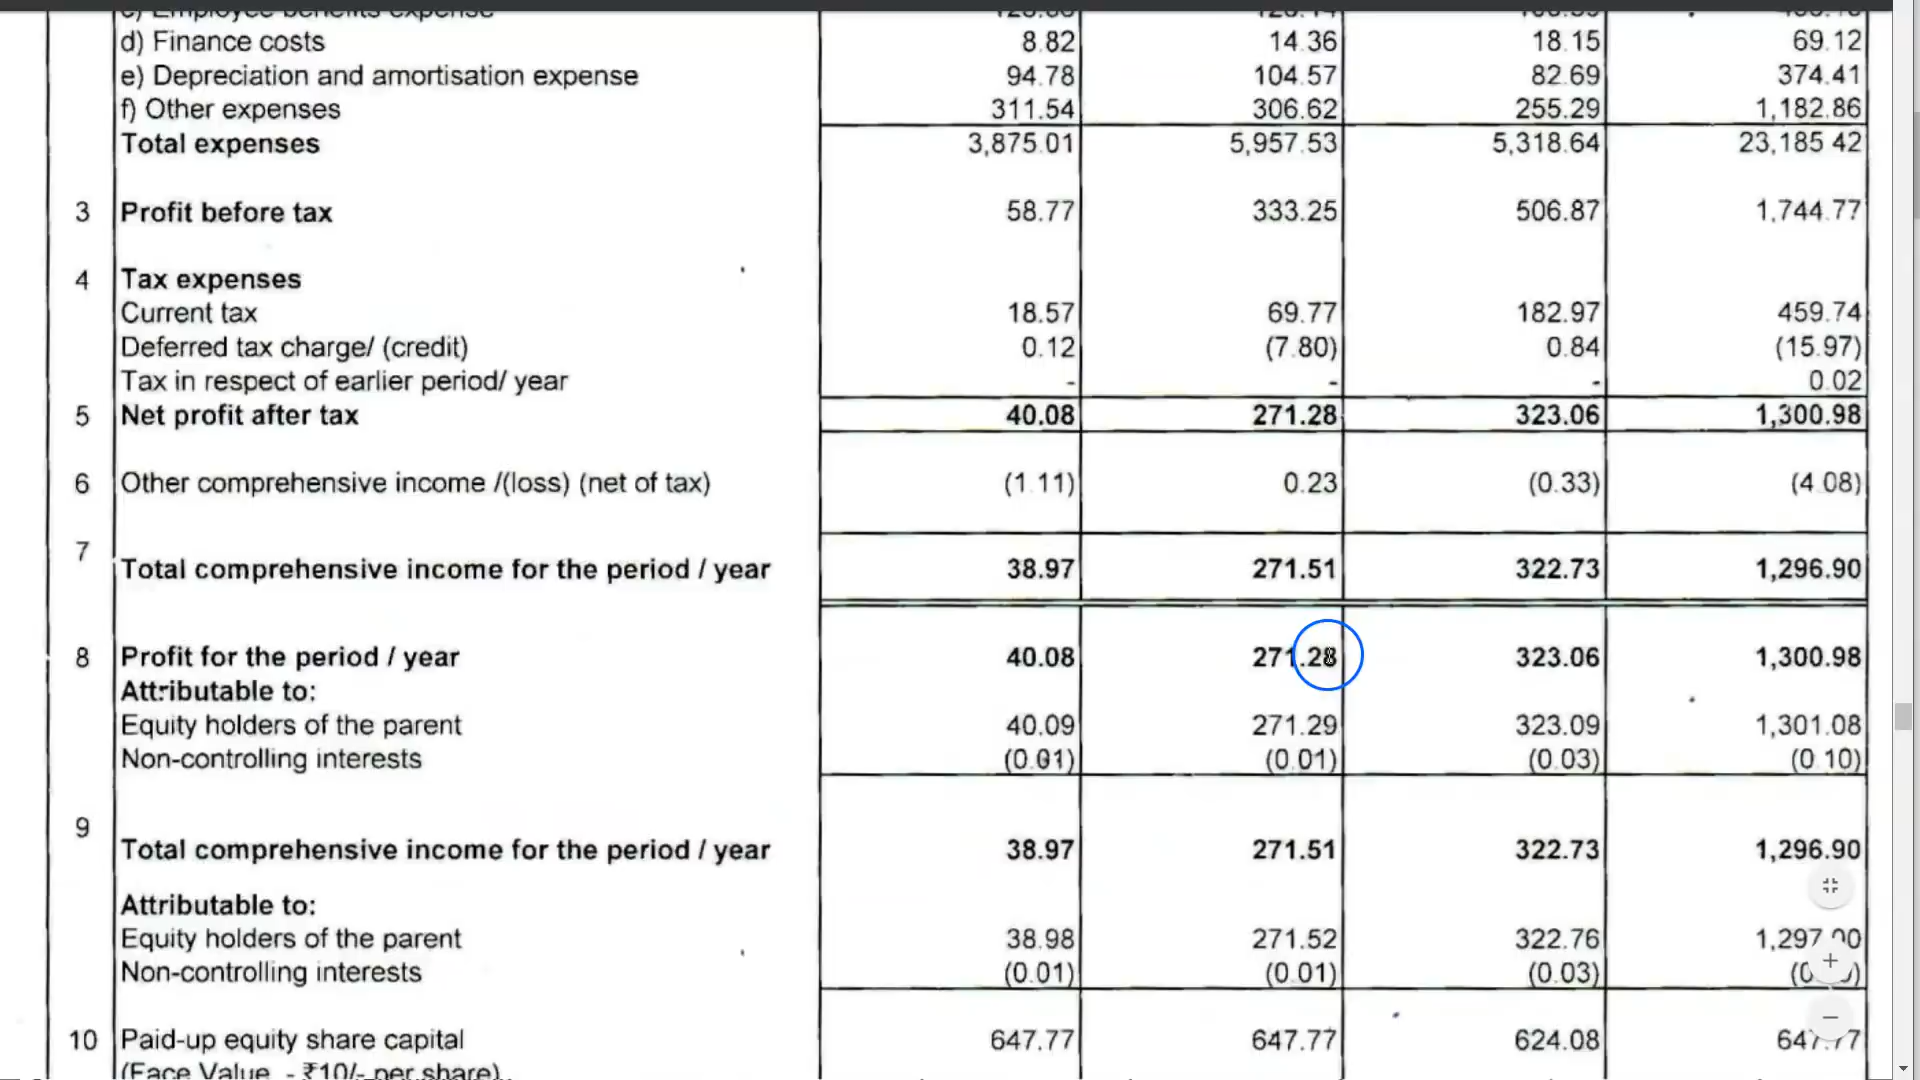 d) Finance costs 8.82 14.36 18.15 69.12
e) Depreciation and amortisation expense 94.78 104.57 82.69 374.41
f) Other expenses 311.54 306.62 255.29 1,182.86
Total expenses 3,875.01 5,957.53 5,318.64 23,185 42
3 Profit before tax 58.77 333.25 506.87 1,744.77
4 Tax expenses
Current tax 18.57 69.77 182.97 459.74
Deferred tax charge/ (credit) 0.12 (7.80) 0.84 (15.97)
Tax in respect of earlier period/ year - - - 0.02
5 Net profit after tax 40.08 271.28 323.06 1,300.98
6 Other comprehensive income /(loss) (net of tax) (1.11) 0.23 (0.33) (4.08)
7
Total comprehensive income for the period / year 38.97 271.51 322.73 1,296.90
8 Profit for the period / year 40.08 271.28 323.06 1,300.98
Attributable to:
Equity holders of the parent 40.09 271.29 323.09 1,301.08
Non-controlling interests (0.01) (0.01) (0.03) (0 10)
9
Total comprehensive income for the period / year 38.97 271.51 322.73 1,296.90
Attributable to:
Equity holders of the parent 38.98 271.52 322.76
Non-controlling interests (0.01) (0.01) (0.03)
10 Paid-up equity share capital 647.77 647.77 624.08
(Face Value - ₹10/- per share)